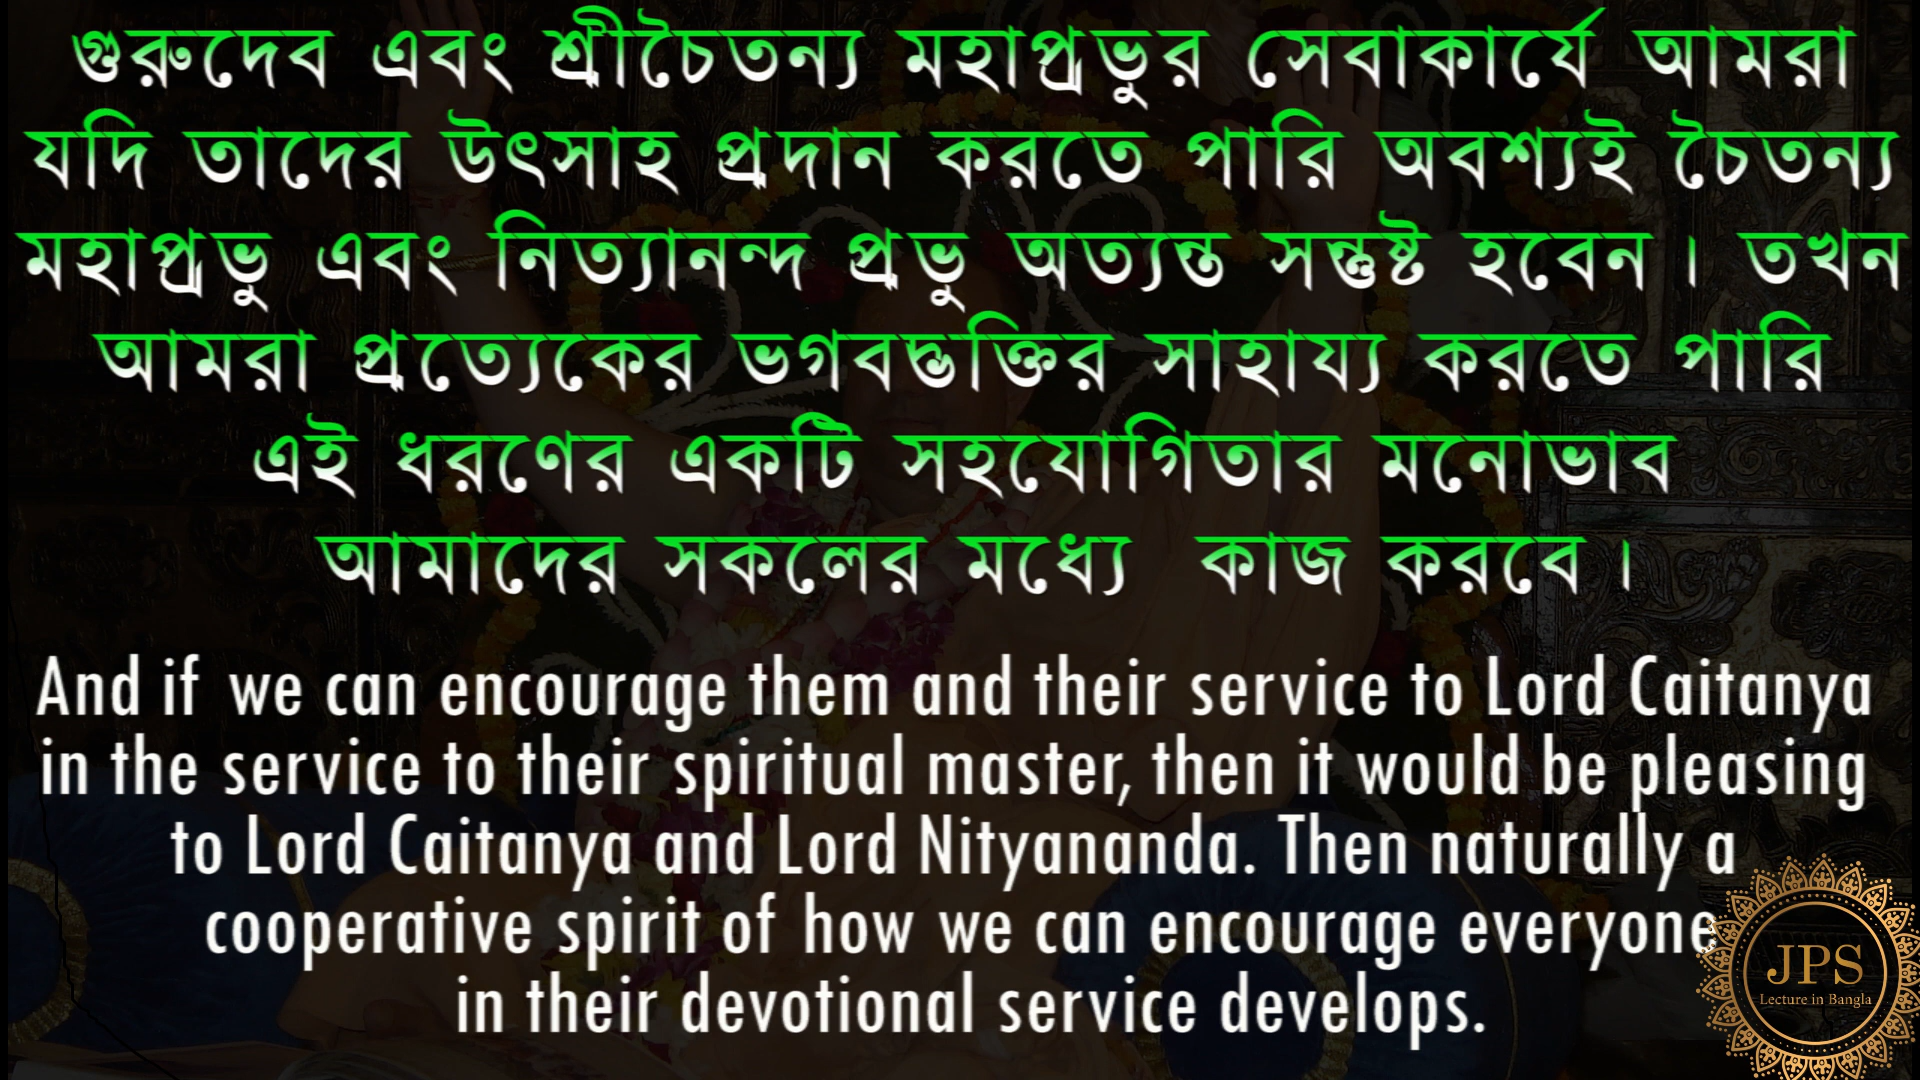 গুরুদেব এবং শ্রীচৈতন্য মহাপ্রভুর সেবাকার্যে আমরা
যদি তাদের উৎসাহ প্রদান করতে পারি অবশ্যই চৈতন্য
মহাপ্রভু এবং নিত্যানন্দ প্রভু অত্যন্ত সন্তুষ্ট হবেন । তখন
আমরা প্রত্যেকের ভগবদ্ভক্তির সাহায্য করতে পারি
এই ধরণের একটি সহযোগিতার মনোভাব
আমাদের সকলের মধ্যে কাজ করবে ।
And if we can encourage them and their service to Lord Caitanya
in the service to their spiritual master, then it would be pleasing
to Lord Caitanya and Lord Nityananda. Then naturally a
cooperative spirit of how we can encourage everyone
in their devotional service develops.
JPS
Lecture in Bangla